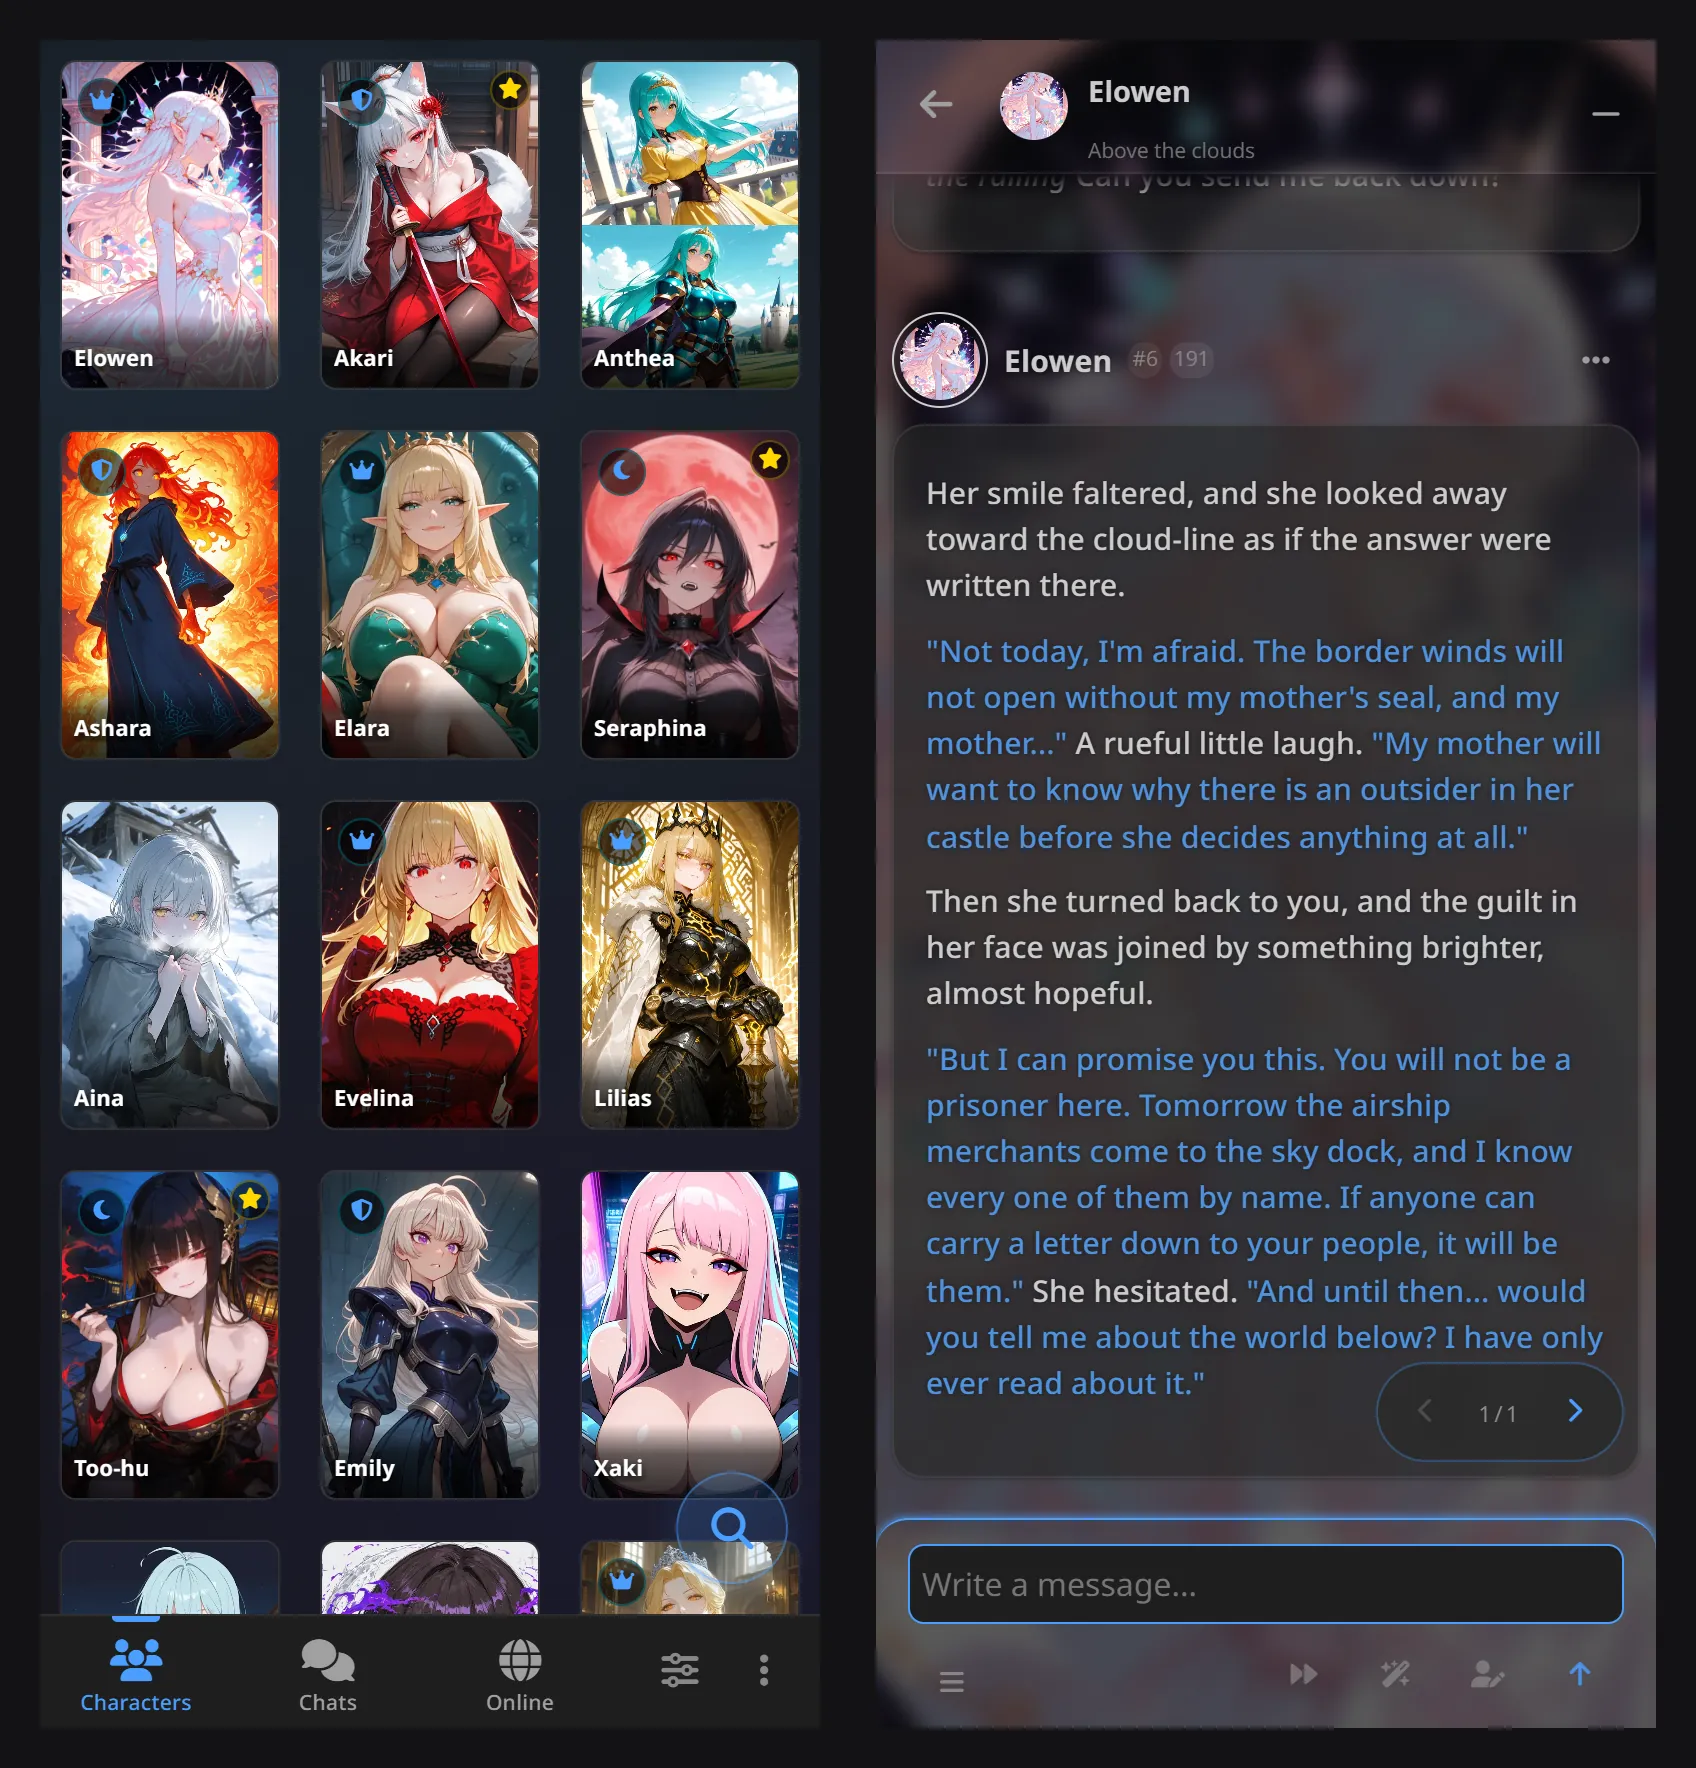 Elowen
Akari
Anthea
Ashara
Elara
Seraphina
Aina
Evelina
Lilias
Too-hu
Emily
Xaki
Characters
Chats
Online
Elowen
Above the clouds
the railing Can you send me back down?
Elowen #6 191
Her smile faltered, and she looked away
toward the cloud-line as if the answer were
written there.
"Not today, I'm afraid. The border winds will
not open without my mother's seal, and my
mother..." A rueful little laugh. "My mother will
want to know why there is an outsider in her
castle before she decides anything at all."
Then she turned back to you, and the guilt in
her face was joined by something brighter,
almost hopeful.
"But I can promise you this. You will not be a
prisoner here. Tomorrow the airship
merchants come to the sky dock, and I know
every one of them by name. If anyone can
carry a letter down to your people, it will be
them." She hesitated. "And until then... would
you tell me about the world below? I have only
ever read about it."
1/1
Write a message...